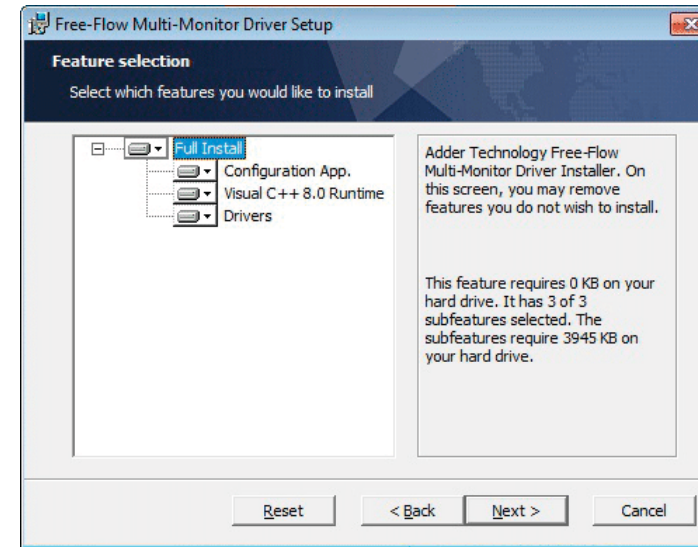 Free-Flow Multi-Monitor Driver Setup
Feature selection
Select which features you would like to install
Full Install
Configuration App.
Visual C++ 8.0 Runtime
Drivers
Adder Technology Free-Flow
Multi-Monitor Driver Installer. On
this screen, you may remove
features you do not wish to install.
This feature requires 0 KB on your
hard drive. It has 3 of 3
subfeatures selected. The
subfeatures require 3945 KB on
your hard drive.
Reset
< Back
Next >
Cancel